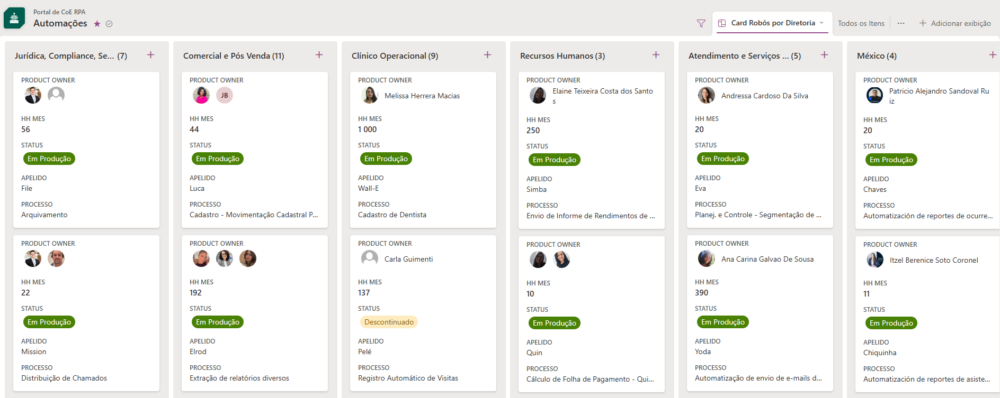 Portal de CoE RPA
Automações
Card Robôs por Diretoria
Todos os Itens
...
Adicionar exibição
Jurídica, Compliance, Se... (7)
PRODUCT OWNER
HH MES
56
STATUS
Em Produção
APELIDO
File
PROCESSO
Arquivamento
PRODUCT OWNER
HH MES
22
STATUS
Em Produção
APELIDO
Mission
PROCESSO
Distribuição de Chamados
Comercial e Pós Venda (11)
PRODUCT OWNER
JB
HH MES
44
STATUS
Em Produção
APELIDO
Luca
PROCESSO
Cadastro - Movimentação Cadastral P...
PRODUCT OWNER
HH MES
192
STATUS
Em Produção
APELIDO
Elrod
PROCESSO
Extração de relatórios diversos
Clínico Operacional (9)
PRODUCT OWNER
Melissa Herrera Macias
HH MES
1 000
STATUS
Em Produção
APELIDO
Wall-E
PROCESSO
Cadastro de Dentista
PRODUCT OWNER
Carla Guimenti
HH MES
137
STATUS
Descontinuado
APELIDO
Pelé
PROCESSO
Registro Automático de Visitas
Recursos Humanos (3)
PRODUCT OWNER
Elaine Teixeira Costa dos Santo
s
HH MES
250
STATUS
Em Produção
APELIDO
Simba
PROCESSO
Envio de Informe de Rendimentos de ...
PRODUCT OWNER
HH MES
10
STATUS
Em Produção
APELIDO
Quin
PROCESSO
Cálculo de Folha de Pagamento - Qui...
Atendimento e Serviços ... (5)
PRODUCT OWNER
Andressa Cardoso Da Silva
HH MES
20
STATUS
Em Produção
APELIDO
Eva
PROCESSO
Planej. e Controle - Segmentação de ...
PRODUCT OWNER
Ana Carina Galvao De Sousa
HH MES
390
STATUS
Em Produção
APELIDO
Yoda
PROCESSO
Automatização de envio de e-mails d...
México (4)
PRODUCT OWNER
Patricio Alejandro Sandoval Ru
iz
HH MES
20
STATUS
Em Produção
APELIDO
Chaves
PROCESSO
Automatización de reportes de ocurre...
PRODUCT OWNER
Itzel Berenice Soto Coronel
HH MES
11
STATUS
Em Produção
APELIDO
Chiquinha
PROCESSO
Automatización de reportes de asiste...